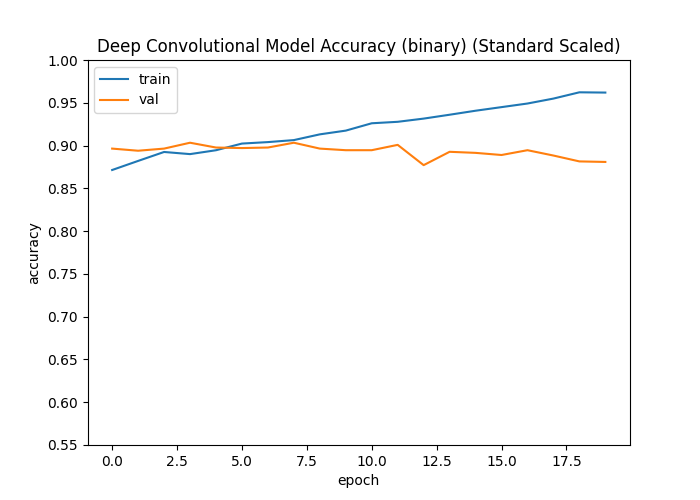 Deep Convolutional Model Accuracy (binary) (Standard Scaled)
train
val
1.00
0.95
0.90
0.85
0.80
0.75
0.70
0.65
0.60
0.55
accuracy
0.0 2.5 5.0 7.5 10.0 12.5 15.0 17.5
epoch